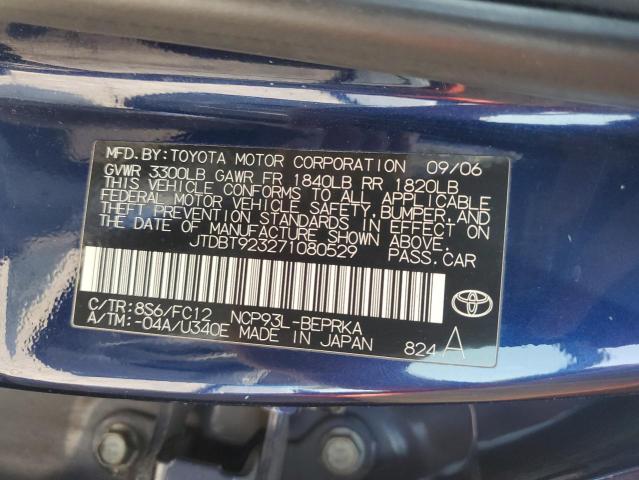 MFD.BY:TOYOTA MOTOR CORPORATION 09/06
GVWR 3300LB GAWR FR 1840LB RR 1820LB
THIS VEHICLE CONFORMS TO ALL APPLICABLE
FEDERAL MOTOR VEHICLE SAFETY,BUMPER,AND
THEFT PREVENTION STANDARDS IN EFFECT ON
THE DATE OF MANUFACTURE SHOWN ABOVE.
JTDBT923271080529 PASS.CAR
C/TR:8S6/FC12 NCP93L-BEPRKA
A/TM:-04A/U340E MADE IN JAPAN 824 A
TOYOTA